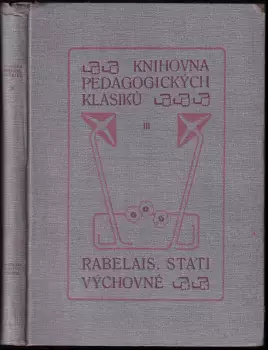 KNIHOVNA
PEDAGOGICKÝCH
KLASIKŮ
III
RABELAIS, STATI
VÝCHOVNÉ